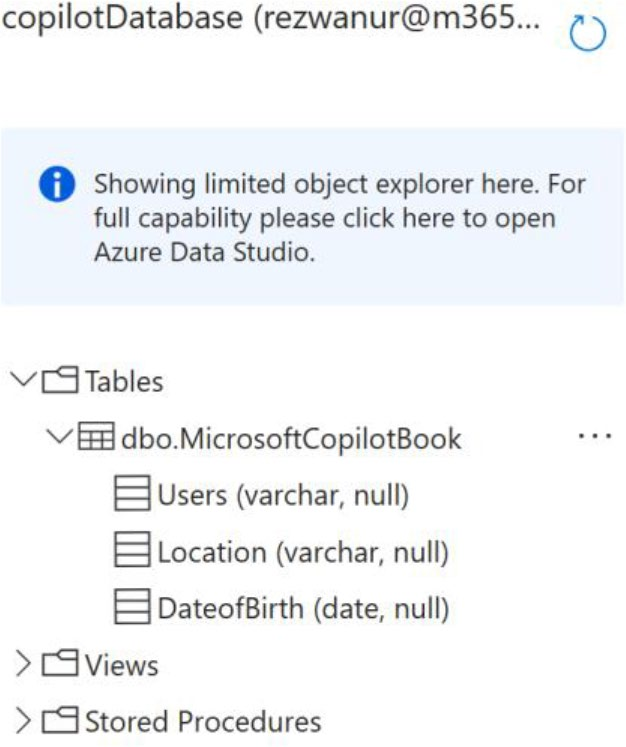 copilotDatabase (rezwanur@m365...
Showing limited object explorer here. For
full capability please click here to open
Azure Data Studio.
Tables
dbo.MicrosoftCopilotBook ...
Users (varchar, null)
Location (varchar, null)
DateofBirth (date, null)
Views
Stored Procedures